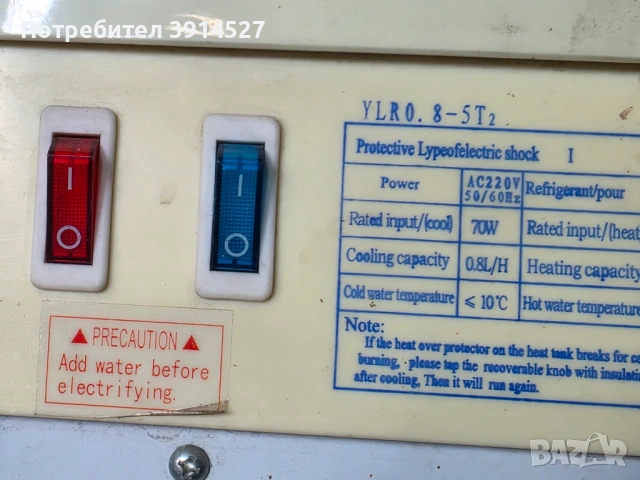 Потребител 3914527
YLR0.8-5T2
Protective Lypeofelectric shock I
Power AC220V 50/60Hz Refrigerant/pour
Rated input/(cool) 70W Rated input/(heat
Cooling capacity 0.8L/H Heating capacity
Cold water temperature ≤10℃ Hot water temperature
Note:
If the heat over protector on the heat tank breaks for
burning, please tap the recoverable knob with
after cooling, Then it will run again.
I I
O O
▲ PRECAUTION ▲
Add water before
electrifying.
BAZAR